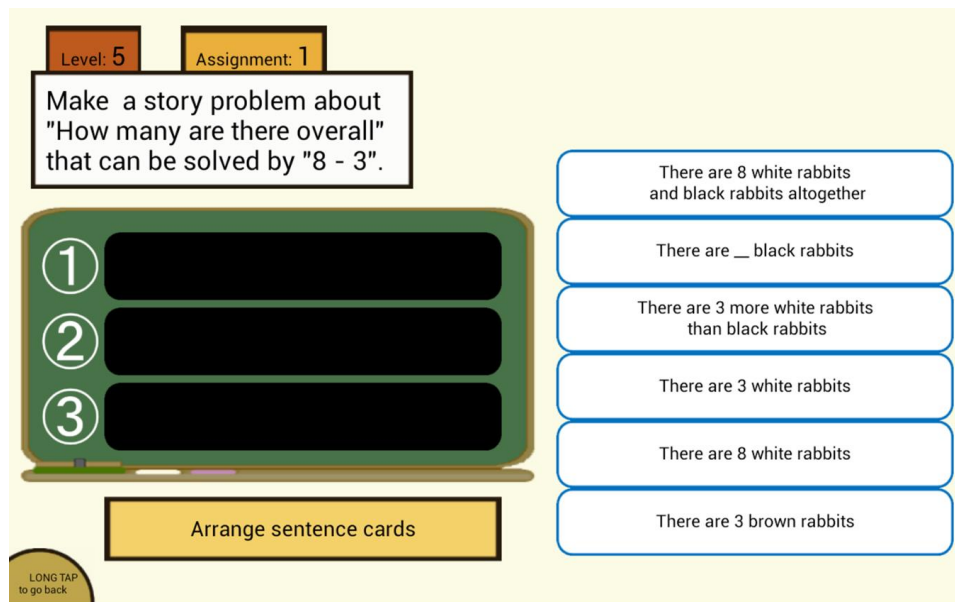 Level: 5
Assignment: 1
Make a story problem about
"How many are there overall"
that can be solved by "8 - 3".
1
2
3
Arrange sentence cards
LONG TAP
to go back
There are 8 white rabbits
and black rabbits altogether
There are __ black rabbits
There are 3 more white rabbits
than black rabbits
There are 3 white rabbits
There are 8 white rabbits
There are 3 brown rabbits